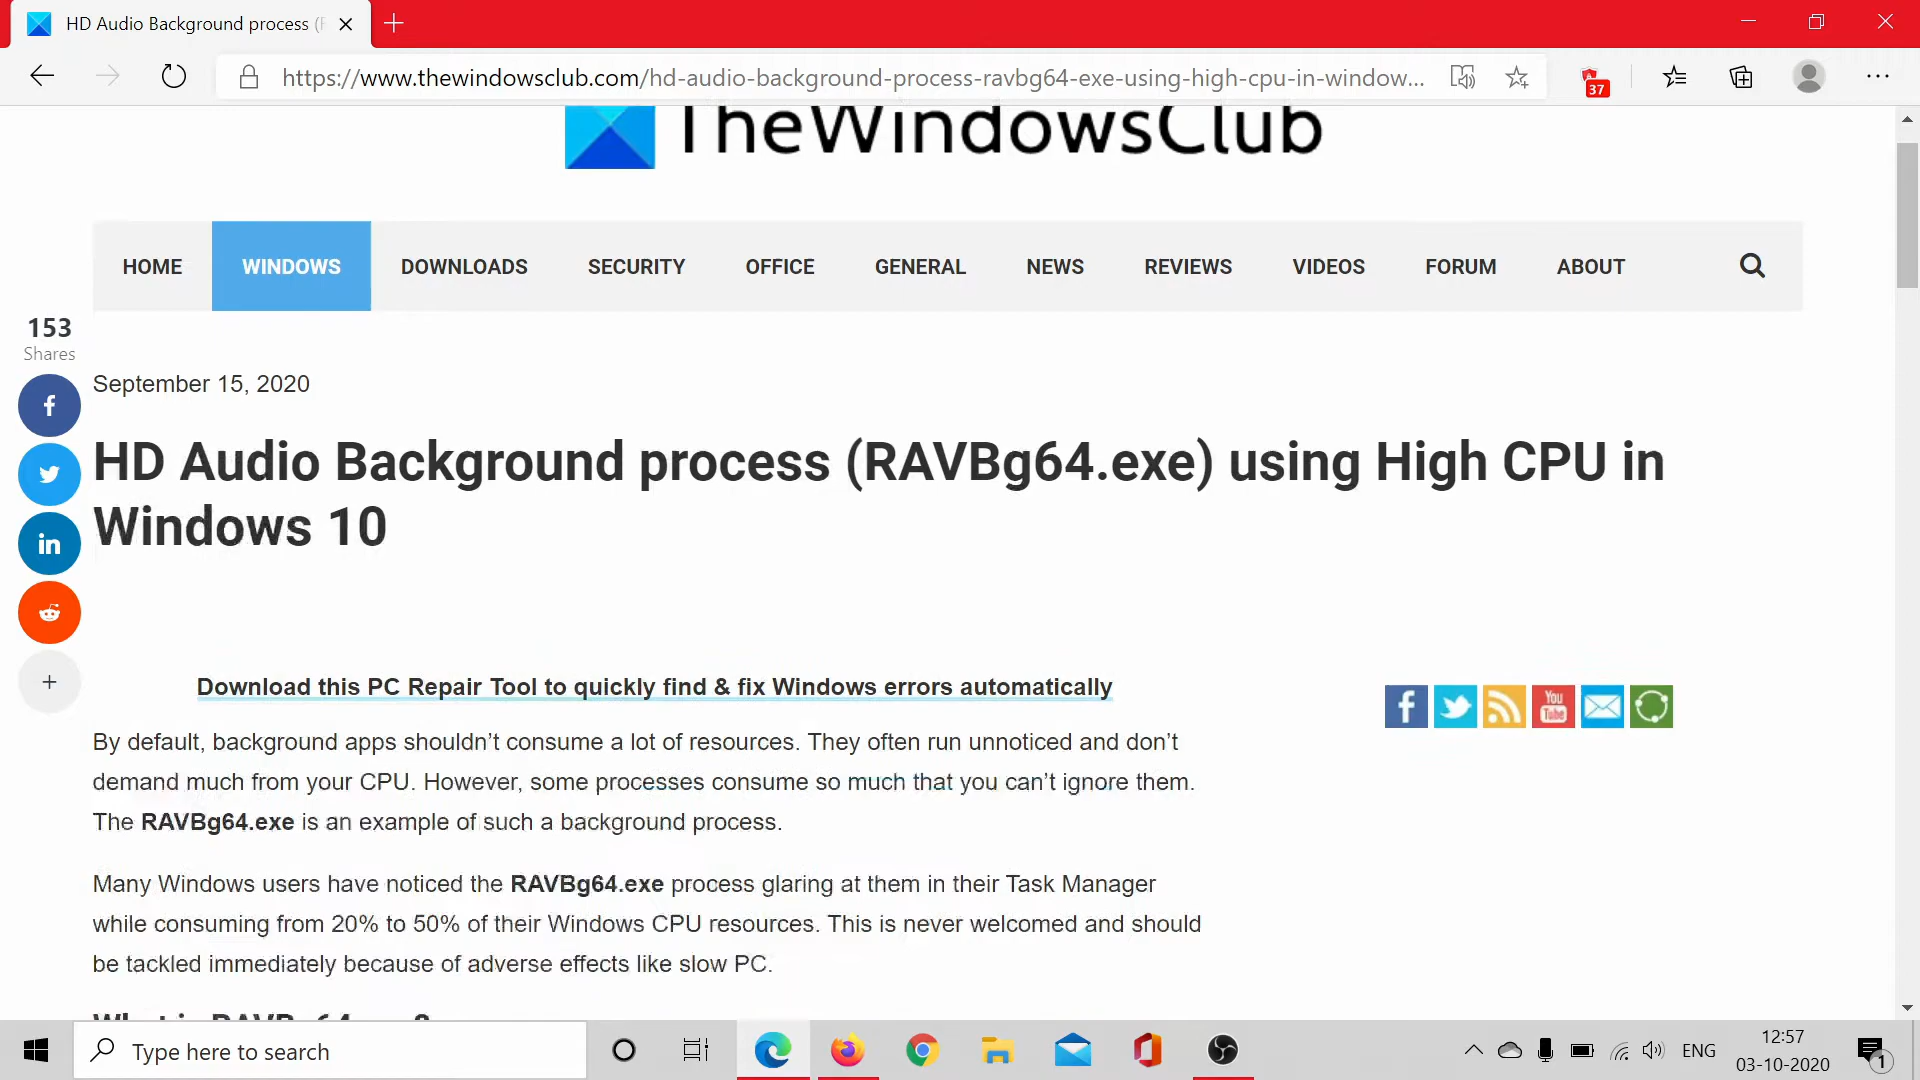 HD Audio Background process (
https://www.thewindowsclub.com/hd-audio-background-process-ravbg64-exe-using-high-cpu-in-window...
37
TheWindowsClub
HOME WINDOWS DOWNLOADS SECURITY OFFICE GENERAL NEWS REVIEWS VIDEOS FORUM ABOUT
153
Shares
September 15, 2020
HD Audio Background process (RAVBg64.exe) using High CPU in
Windows 10
Download this PC Repair Tool to quickly find & fix Windows errors automatically
You
Tube
By default, background apps shouldn’t consume a lot of resources. They often run unnoticed and don’t
demand much from your CPU. However, some processes consume so much that you can’t ignore them.
The RAVBg64.exe is an example of such a background process.
Many Windows users have noticed the RAVBg64.exe process glaring at them in their Task Manager
while consuming from 20% to 50% of their Windows CPU resources. This is never welcomed and should
be tackled immediately because of adverse effects like slow PC.
What is RAVBg64.exe?
Type here to search
ENG
12:57
03-10-2020
1